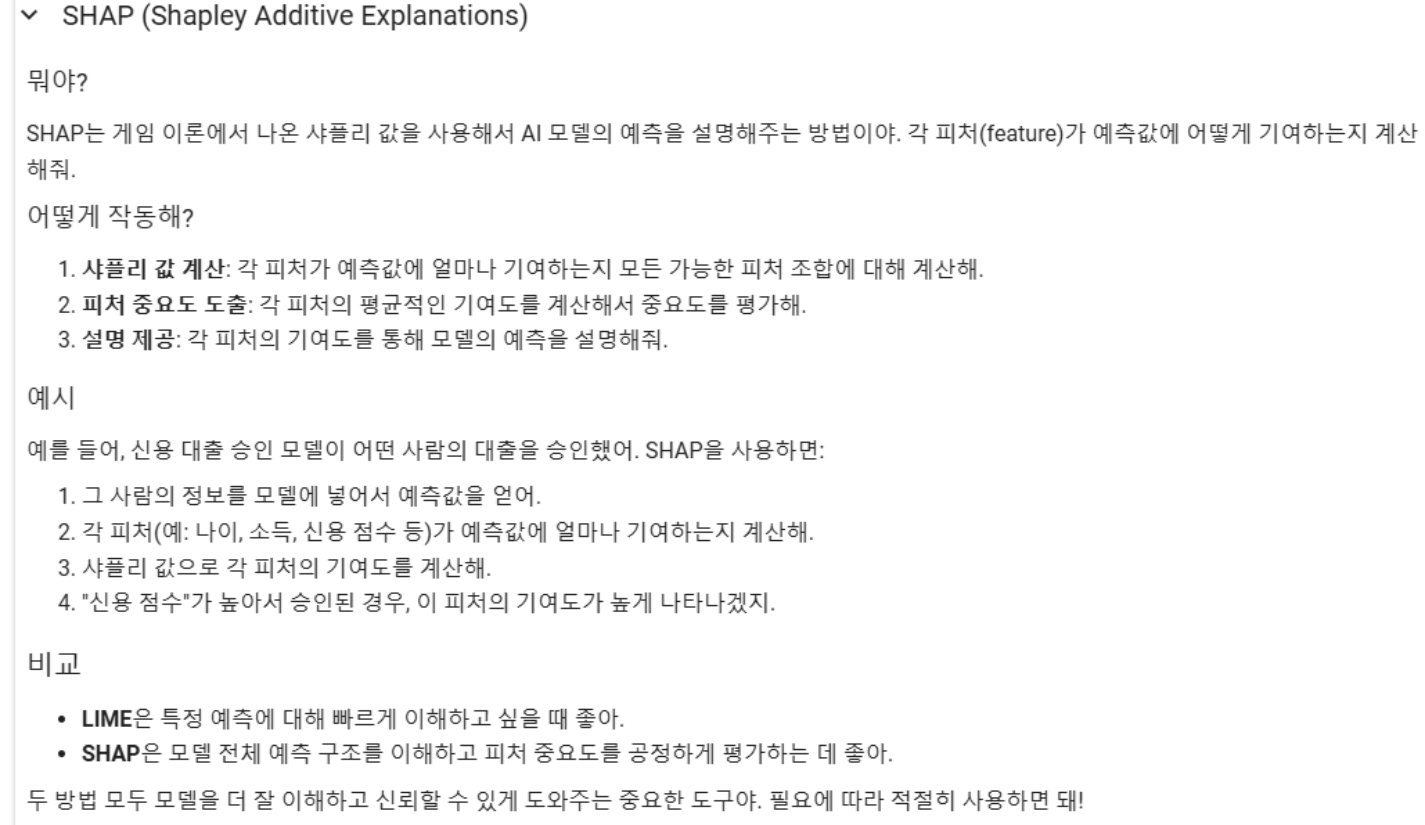 SHAP (Shapley Additive Explanations)
뭐야?
SHAP는 게임 이론에서 나온 샤플리 값을 사용해서 AI 모델의 예측을 설명해주는 방법이야. 각 피처(feature)가 예측값에 어떻게 기여하는지 계산
해줘.
어떻게 작동해?
1. 샤플리 값 계산: 각 피처가 예측값에 얼마나 기여하는지 모든 가능한 피처 조합에 대해 계산해.
2. 피처 중요도 도출: 각 피처의 평균적인 기여도를 계산해서 중요도를 평가해.
3. 설명 제공: 각 피처의 기여도를 통해 모델의 예측을 설명해줘.
예시
예를 들어, 신용 대출 승인 모델이 어떤 사람의 대출을 승인했어. SHAP을 사용하면:
1. 그 사람의 정보를 모델에 넣어서 예측값을 얻어.
2. 각 피처(예: 나이, 소득, 신용 점수 등)가 예측값에 얼마나 기여하는지 계산해.
3. 샤플리 값으로 각 피처의 기여도를 계산해.
4. "신용 점수"가 높아서 승인된 경우, 이 피처의 기여도가 높게 나타나겠지.
비교
• LIME은 특정 예측에 대해 빠르게 이해하고 싶을 때 좋아.
• SHAP은 모델 전체 예측 구조를 이해하고 피처 중요도를 공정하게 평가하는 데 좋아.
두 방법 모두 모델을 더 잘 이해하고 신뢰할 수 있게 도와주는 중요한 도구야. 필요에 따라 적절히 사용하면 돼!